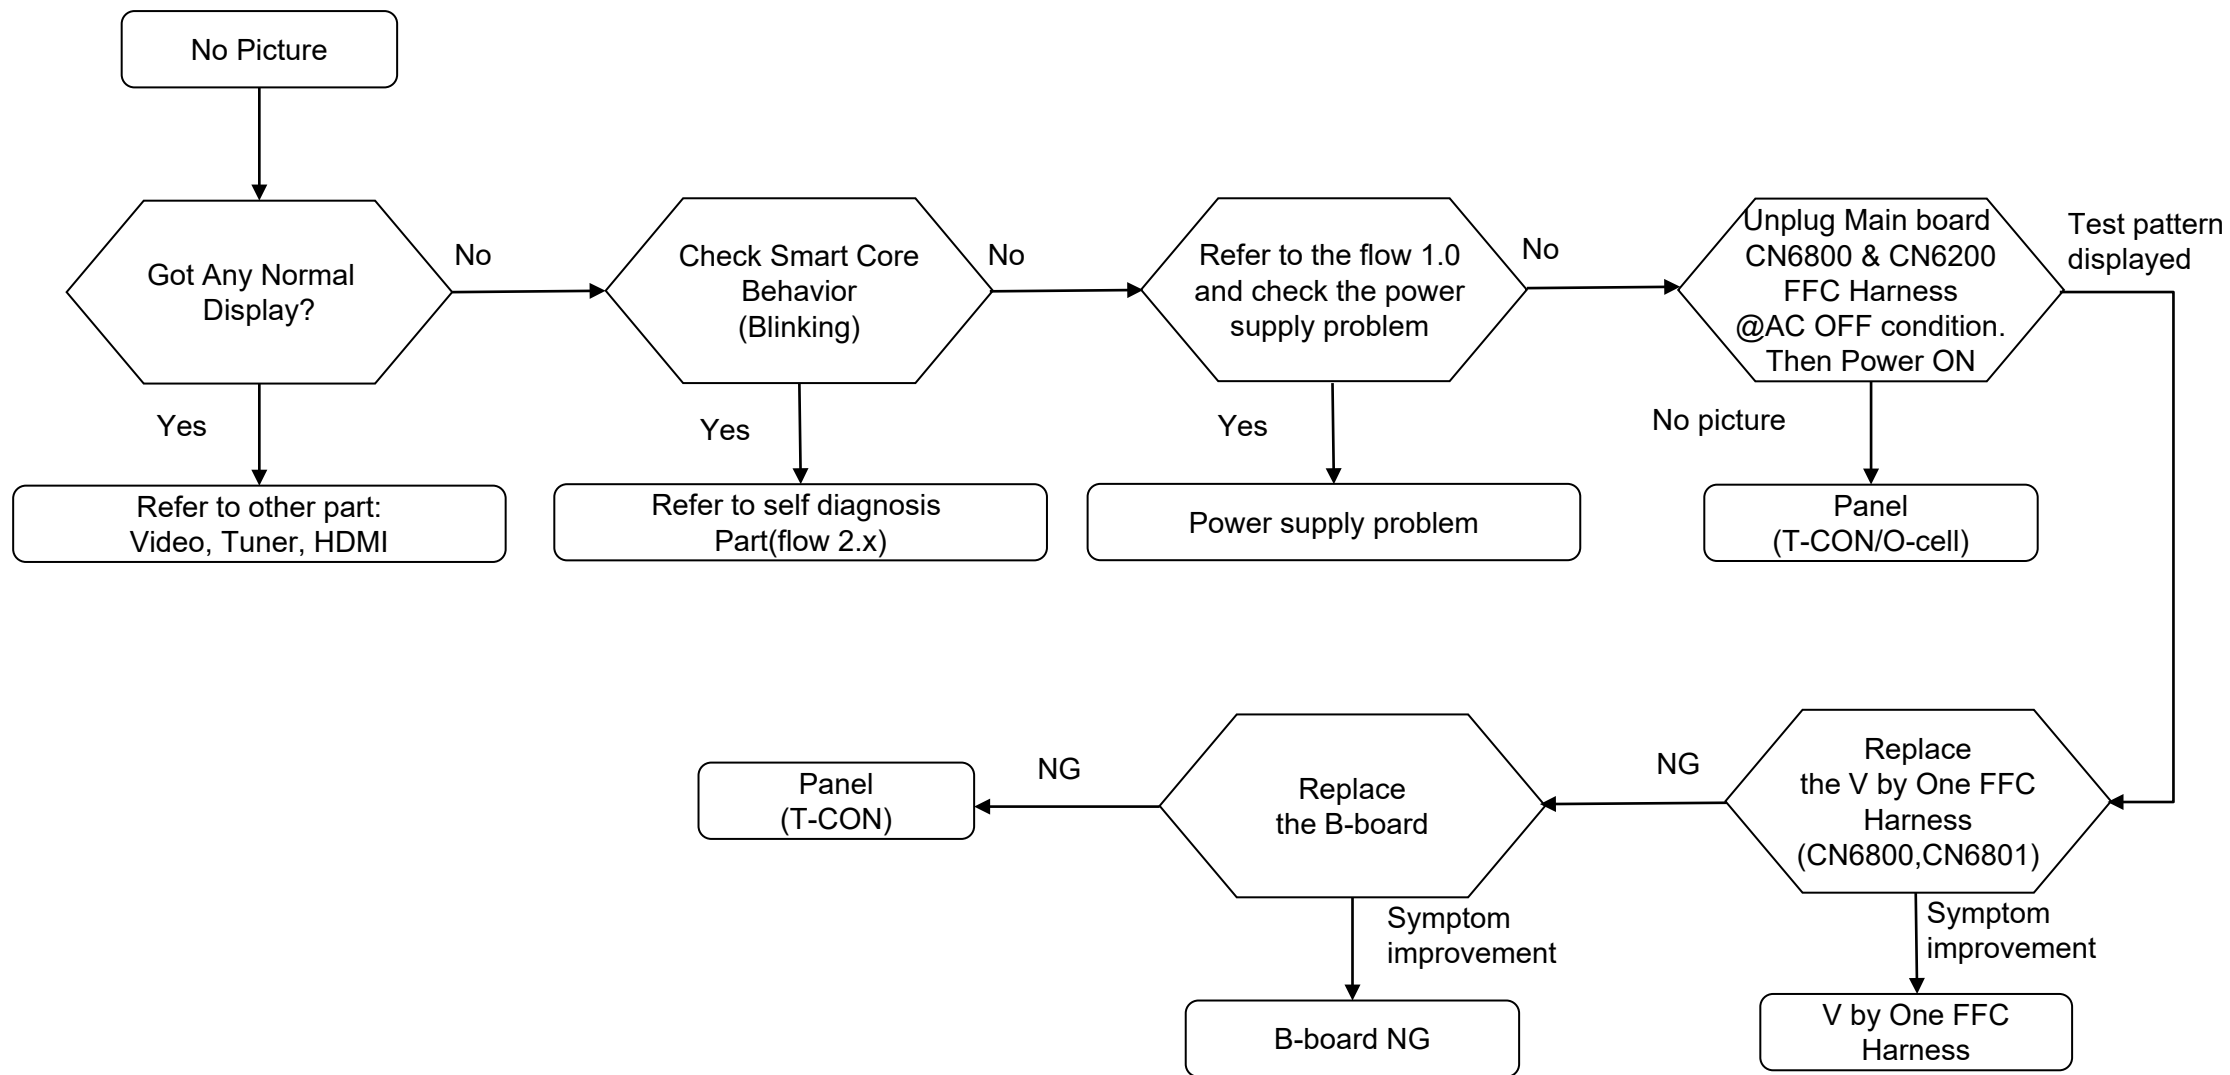 No Picture
Got Any Normal
Display?
No
Check Smart Core
Behavior
(Blinking)
No
Refer to the flow 1.0
and check the power
supply problem
No
Unplug Main board
CN6800 & CN6200
FFC Harness
@AC OFF condition.
Then Power ON
Test pattern
displayed
Yes
Yes
Yes
No picture
Refer to other part:
Video, Tuner, HDMI
Refer to self diagnosis
Part(flow 2.x)
Power supply problem
Panel
(T-CON/O-cell)
Replace
the V by One FFC
Harness
(CN6800,CN6801)
NG
Replace
the B-board
NG
Panel
(T-CON)
Symptom
improvement
Symptom
improvement
B-board NG
V by One FFC
Harness